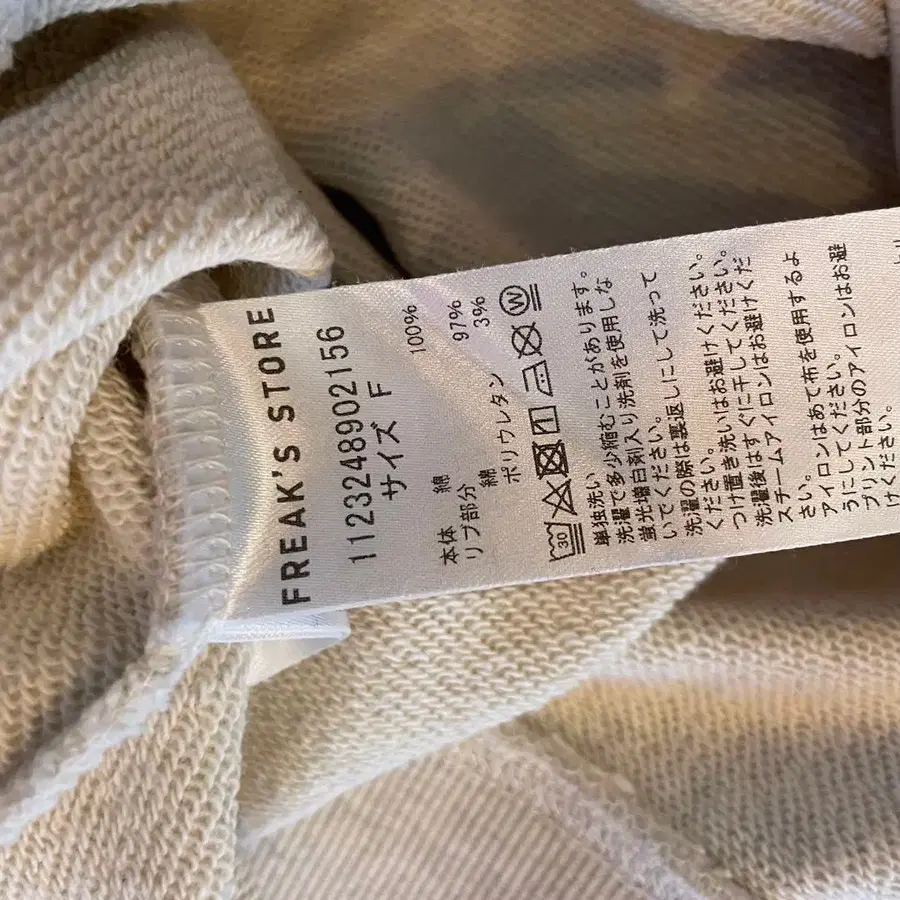 FREAK'S STORE
1123248902156
サイズ F
本体 綿 100%
リブ部分 綿 97%
ポリウレタン 3%
30 W
単独洗い
洗濯で多少縮むことがあります。
蛍光増白剤入り洗剤を使用しな
いでください。
洗濯の際は裏返しにして洗って
ください。
つけ置き洗いはお避けください。
洗濯後はすぐに干してください。
スチームアイロンはお避けくだ
さい。
アイロンはあて布を使用するよ
うにしてください。
プリント部分のアイロンはお避
けください。